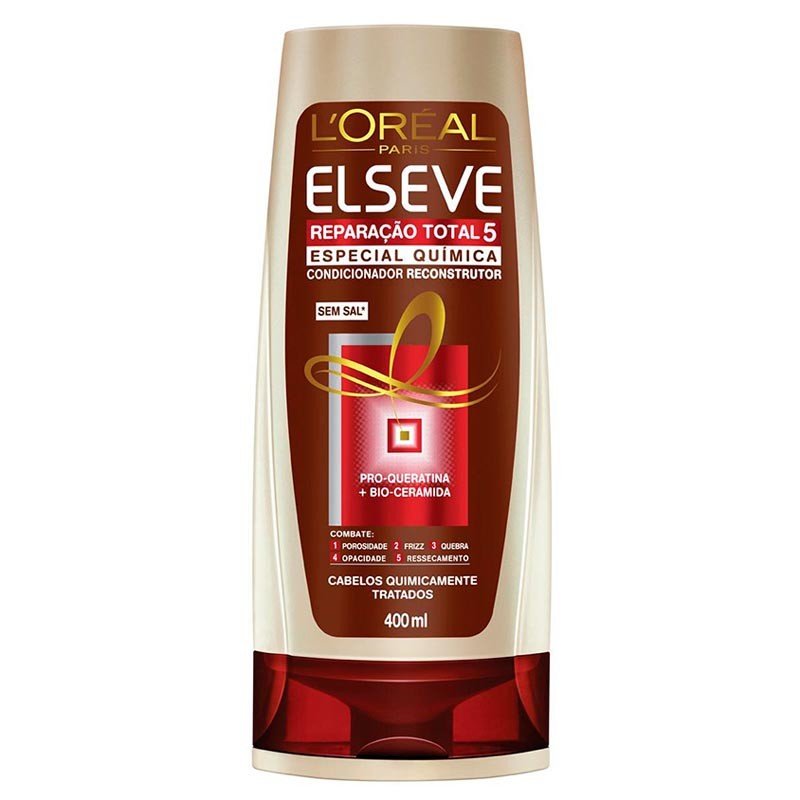 L'ORÉAL
PARIS
ELSEVE
REPARAÇÃO TOTAL 5
ESPECIAL QUÍMICA
CONDICIONADOR RECONSTRUTOR
SEM SAL*
PRO-QUERATINA
+ BIO-CERAMIDA
COMBATE:
1 POROSIDADE 2 FRIZZ 3 QUEBRA
4 OPACIDADE 5 RESSECAMENTO
CABELOS QUIMICAMENTE
TRATADOS
400ml